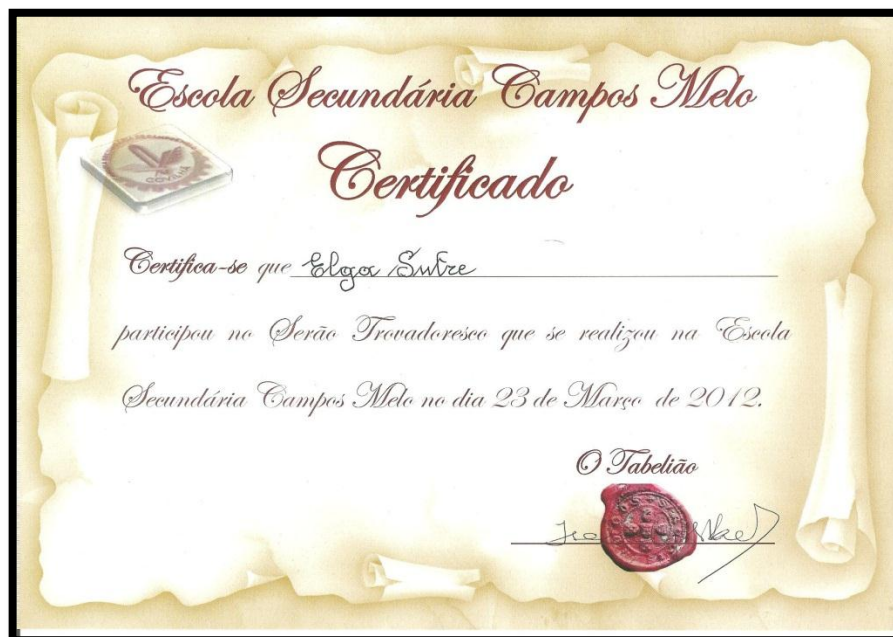 Escola Secundária Campos Melo
Certificado
Certifica-se que Elga Sutre
participou no Serão Trovadoresco que se realizou na Escola
Secundária Campos Melo no dia 23 de Março de 2012.
O Tabelião